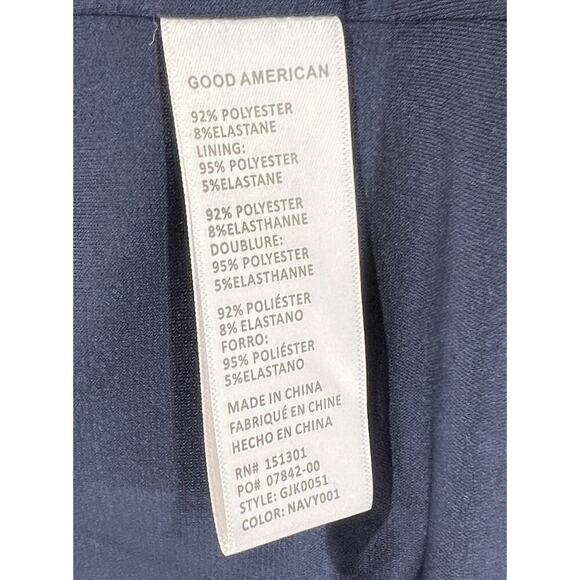 GOOD AMERICAN
92% POLYESTER
8%ELASTANE
LINING:
95% POLYESTER
5%ELASTANE
92% POLYESTER
8%ELASTHANNE
DOUBLURE:
95% POLYESTER
5%ELASTHANNE
92% POLIÉSTER
8% ELASTANO
FORRO:
95% POLIÉSTER
5%ELASTANO
MADE IN CHINA
FABRIQUÉ EN CHINE
HECHO EN CHINA
RN# 151301
PO# 07842-00
STYLE: GJK0051
COLOR: NAVY001